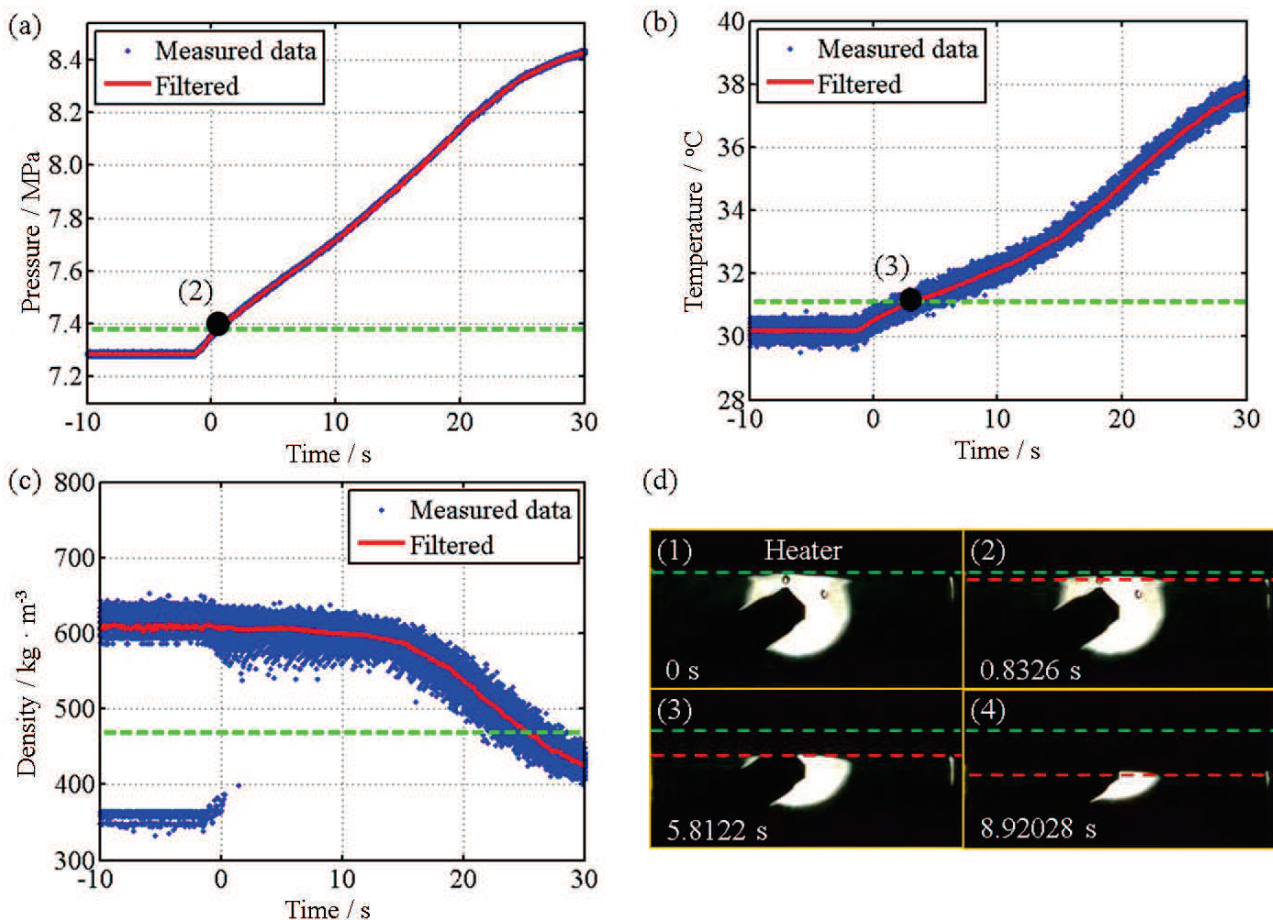 (a)
Measured data
Filtered
8.4
8.2
8.0
7.8
7.6
7.4
7.2
Pressure / MPa
(2)
-10
0
10
20
30
Time / s
(b)
Measured data
Filtered
40
38
36
34
32
31
30
28
Temperature / ºC
(3)
-10
0
10
20
30
Time / s
(c)
Measured data
Filtered
800
700
600
500
400
300
Density / kg · m⁻³
-10
0
10
20
30
Time / s
(d)
(1)
Heater
0 s
(2)
0.8326 s
(3)
5.8122 s
(4)
8.92028 s